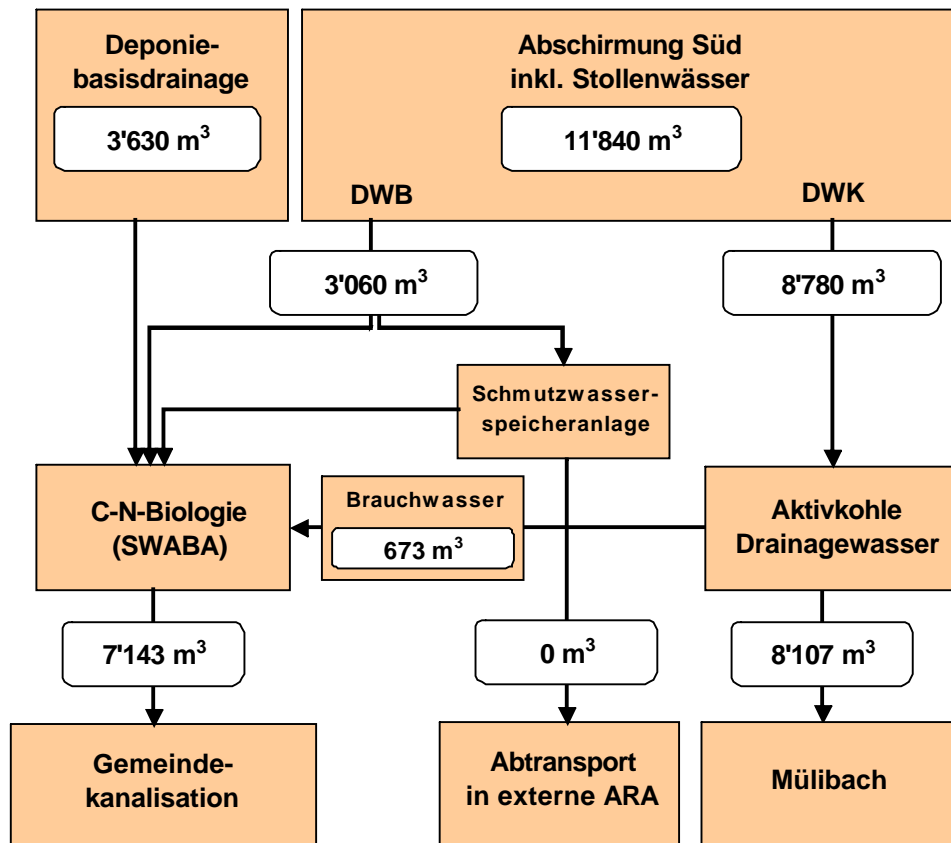 Deponie-
basisdrainage
3'630 m³
Abschirmung Süd
inkl. Stollenwässer
11'840 m³
DWB
DWK
3'060 m³
8'780 m³
Schmutzwasser-
speicheranlage
C-N-Biologie
(SWABA)
Brauchwasser
673 m³
Aktivkohle
Drainagewasser
7'143 m³
0 m³
8'107 m³
Gemeinde-
kanalisation
Abtransport
in externe ARA
Mülibach